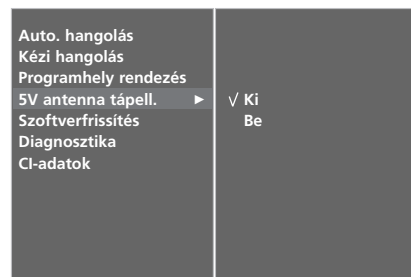 Auto. hangolás
Kézi hangolás
Programhely rendezés
5V antenna tápell. ►
Szoftverfrissítés
Diagnosztika
CI-adatok
√ Ki
Be